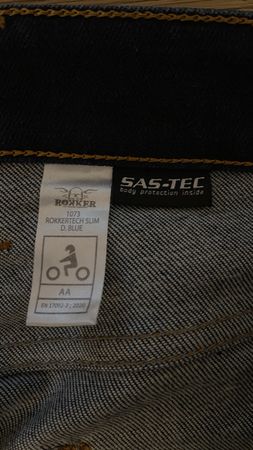 ROKKER
1073
ROKKERTECH SLIM
D. BLUE
AA
EN 17092-2 ; 2020
SAS-TEC
body protection inside